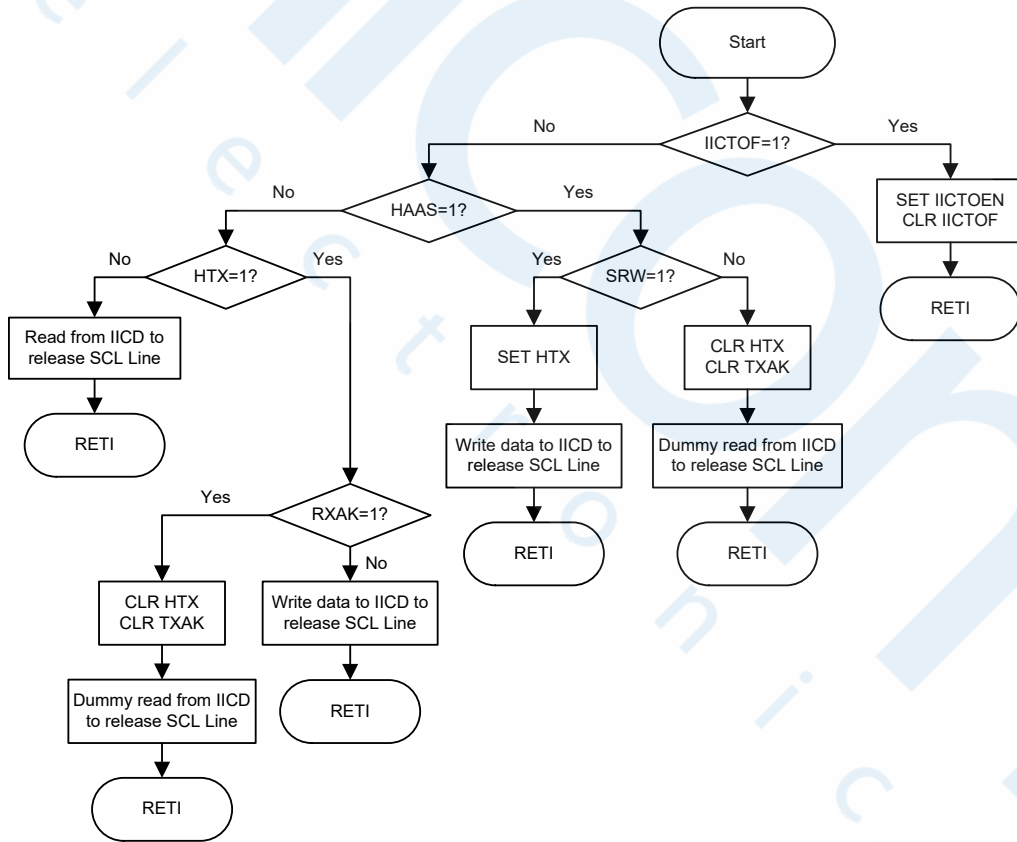 Start
No
IICTOF=1?
Yes
No
HAAS=1?
Yes
SET IICTOEN
CLR IICTOF
No
HTX=1?
Yes
Yes
SRW=1?
No
RETI
Read from IICD to
release SCL Line
SET HTX
CLR HTX
CLR TXAK
RETI
Write data to IICD to
release SCL Line
Dummy read from IICD
to release SCL Line
Yes
RXAK=1?
No
RETI
RETI
CLR HTX
CLR TXAK
Write data to IICD to
release SCL Line
Dummy read from IICD
to release SCL Line
RETI
RETI